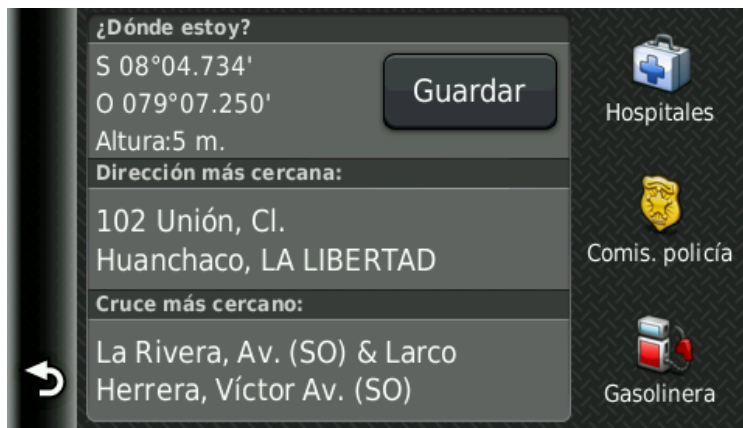 ¿Dónde estoy?
S 08°04.734'
O 079°07.250'
Altura:5 m.
Guardar
Dirección más cercana:
102 Unión, Cl.
Huanchaco, LA LIBERTAD
Cruce más cercano:
La Rivera, Av. (SO) & Larco
Herrera, Víctor Av. (SO)
Hospitales
Comis. policía
Gasolinera